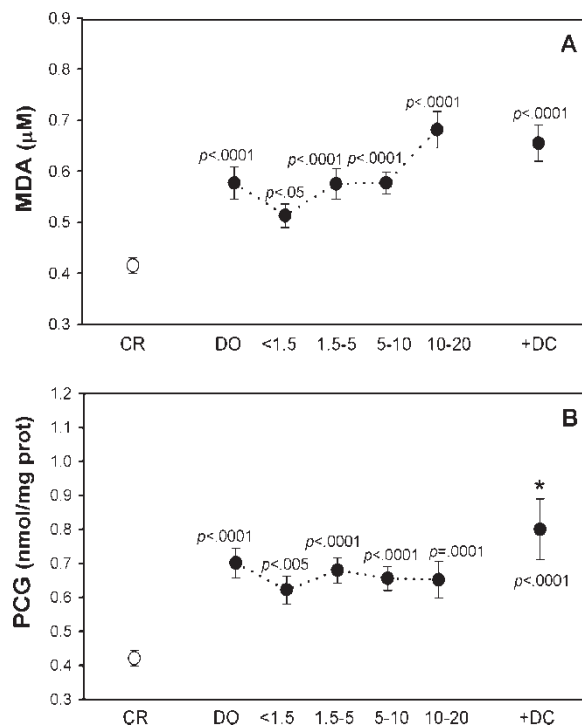 0.9
A
0.8
p<.0001
0.7
p<.0001
p<.0001
p<.0001 p<.0001
MDA (µM)
0.6
p<.05
0.5
0.4
0.3
CR DO <1.5 1.5-5 5-10 10-20 +DC
1.2
B
1.1
1.0
*
0.9
PCG (nmol/mg prot)
0.8
p<.0001
p<.0001
p<.0001 p=.0001
0.7
p<.005
p<.0001
0.6
0.5
0.4
0.3
CR DO <1.5 1.5-5 5-10 10-20 +DC